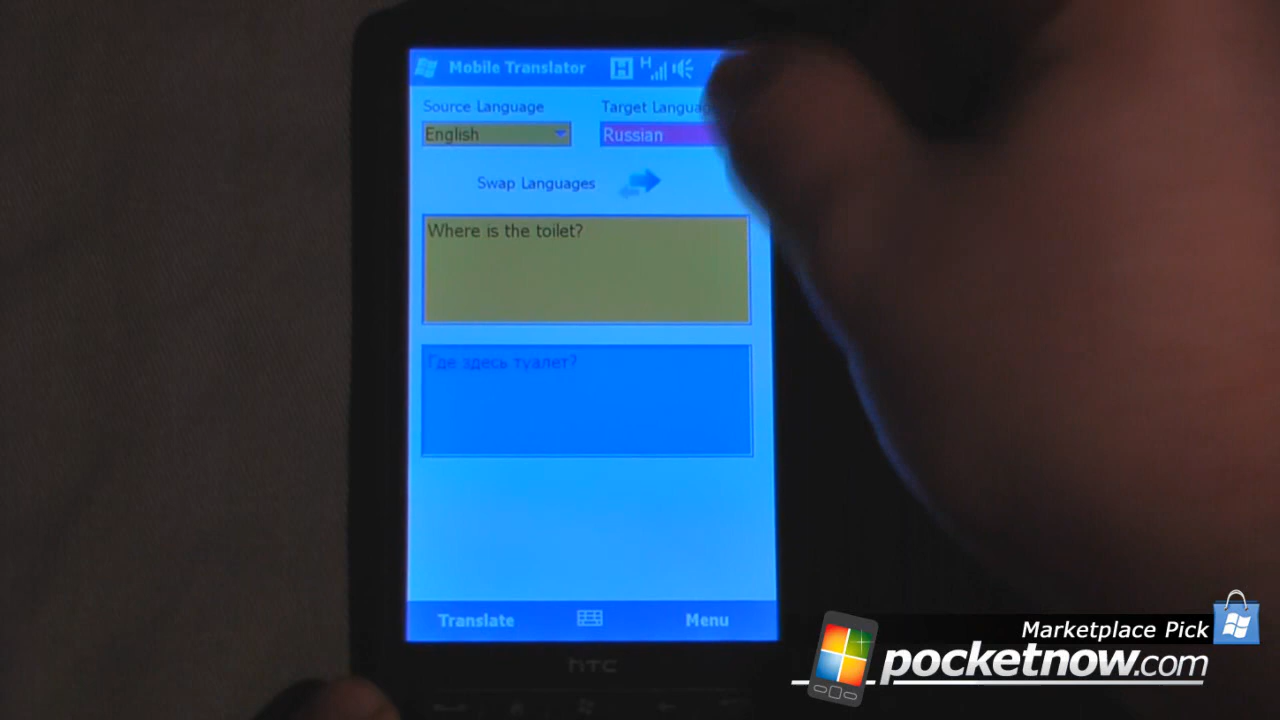 Mobile Translator H H
Source Language Target Langua
English Russian
Swap Languages
Where is the toilet?
Где здесь туалет?
Translate Menu
hTC
Marketplace Pick
pocketnow.com